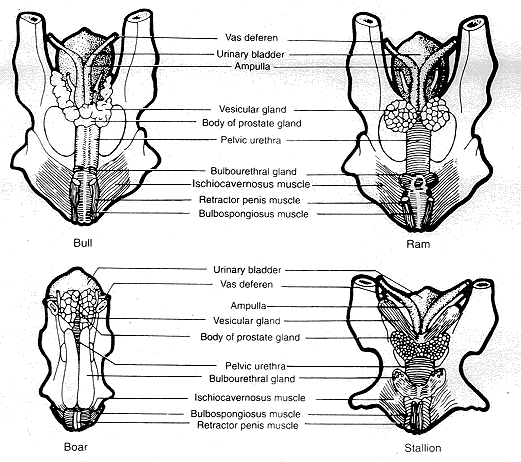 Vas deferen
Urinary bladder
Ampulla
Vesicular gland
Body of prostate gland
Pelvic urethra
Bulbourethral gland
Ischiocavernosus muscle
Retractor penis muscle
Bulbospongiosus muscle
Bull
Ram
Urinary bladder
Vas deferen
Ampulla
Vesicular gland
Body of prostate gland
Pelvic urethra
Bulbourethral gland
Ischiocavernosus muscle
Bulbospongiosus muscle
Retractor penis muscle
Boar
Stallion